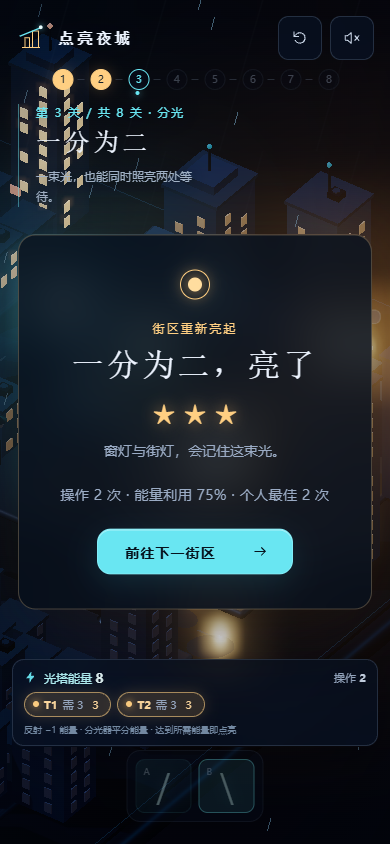 点亮夜城
1 2 3 4 5 6 7 8
第 3 关 / 共 8 关 · 分光
一分为二
一束光，也能同时照亮两处等
待。
街区重新亮起
一分为二，亮了
★ ★ ★
窗灯与街灯，会记住这束光。
操作 2 次 · 能量利用 75% · 个人最佳 2 次
前往下一街区 →
光塔能量 8 操作 2
T1 需 3 3 T2 需 3 3
反射 −1 能量 · 分光器平分能量 · 达到所需能量即点亮
A B